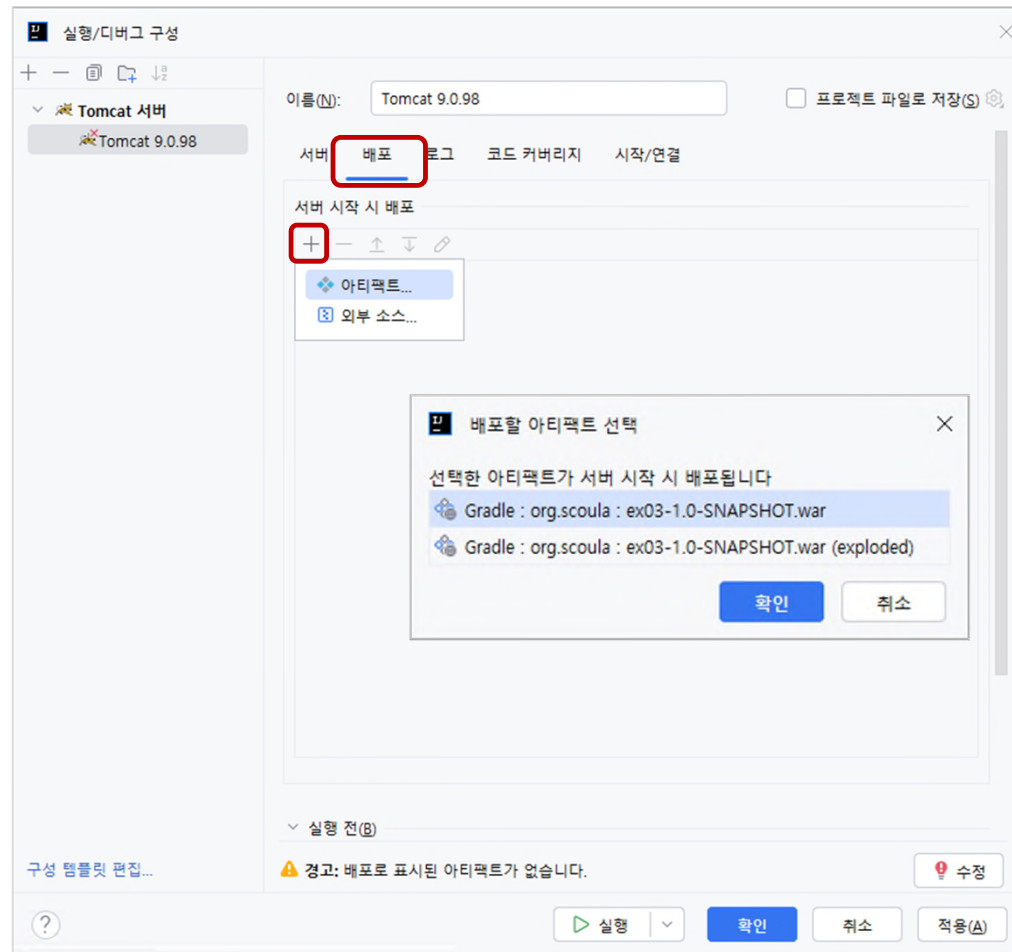 실행/디버그 구성
Tomcat 서버
Tomcat 9.0.98
이름(N):
Tomcat 9.0.98
프로젝트 파일로 저장(S)
서버 배포 로그 코드 커버리지 시작/연결
서버 시작 시 배포
아티팩트...
외부 소스...
배포할 아티팩트 선택
선택한 아티팩트가 서버 시작 시 배포됩니다
Gradle : org.scoula : ex03-1.0-SNAPSHOT.war
Gradle : org.scoula : ex03-1.0-SNAPSHOT.war (exploded)
확인 취소
실행 전(B)
구성 템플릿 편집...
경고: 배포로 표시된 아티팩트가 없습니다.
수정
? 실행 확인 취소 적용(A)